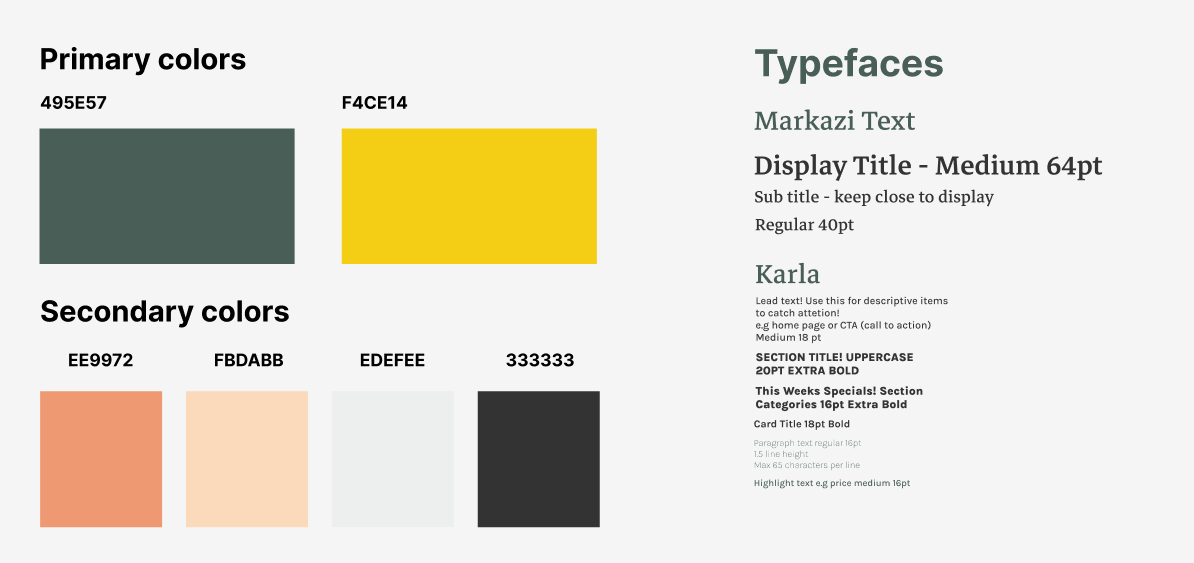 Primary colors
495E57
F4CE14
Secondary colors
EE9972
FBDABB
EDEFEE
333333
Typefaces
Markazi Text
Display Title - Medium 64pt
Sub title - keep close to display
Regular 40pt
Karla
Lead text! Use this for descriptive items
to catch attetion!
e.g home page or CTA (call to action)
Medium 18 pt
SECTION TITLE! UPPERCASE
20PT EXTRA BOLD
This Weeks Specials! Section
Categories 16pt Extra Bold
Card Title 18pt Bold
Paragraph text regular 16pt
1.5 line height
Max 65 characters per line
Highlight text e.g price medium 16pt